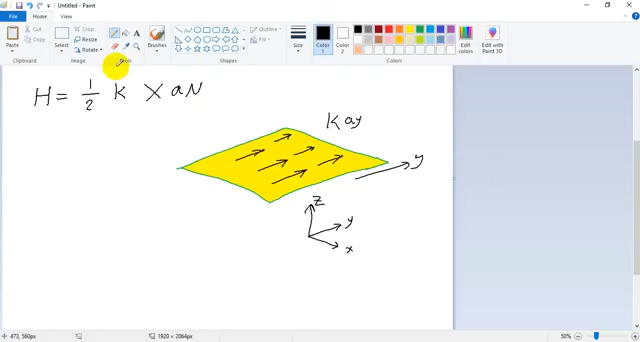 Untitled - Paint
File Home View
Paste
Cut
Copy
Clipboard
Select
Crop
Resize
Rotate
Image
Tools
Brushes
Shapes
Outline
Fill
Size
Color 1
Color 2
Colors
Edit colors
Edit with Paint 3D
H = 1/2 K X aN
K ay
y
z
y
x
473, 560px
1920 × 2064px
50%